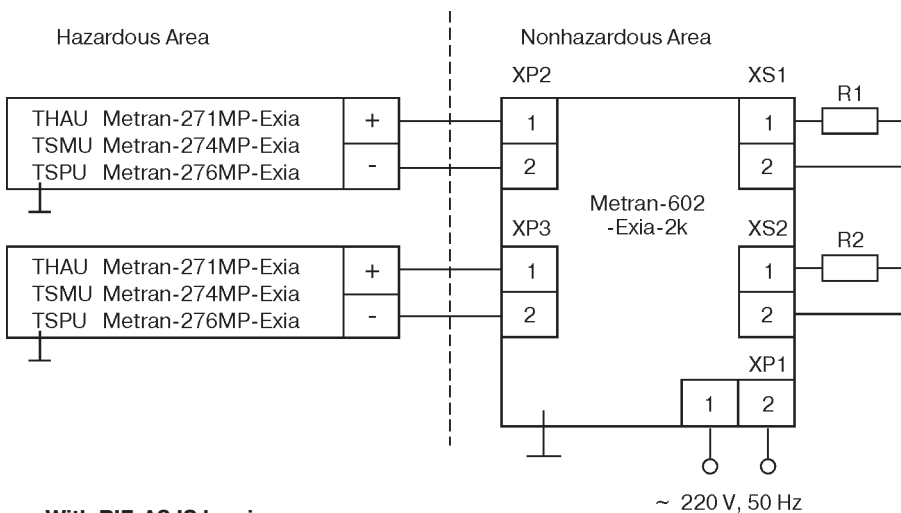 Hazardous Area
Nonhazardous Area
XP2
XS1
R1
THAU Metran-271MP-Exia
TSMU Metran-274MP-Exia
TSPU Metran-276MP-Exia
+
-
1
2
1
2
Metran-602
-Exia-2k
XP3
XS2
R2
THAU Metran-271MP-Exia
TSMU Metran-274MP-Exia
TSPU Metran-276MP-Exia
+
-
1
2
1
2
XP1
1
2
~ 220 V, 50 Hz